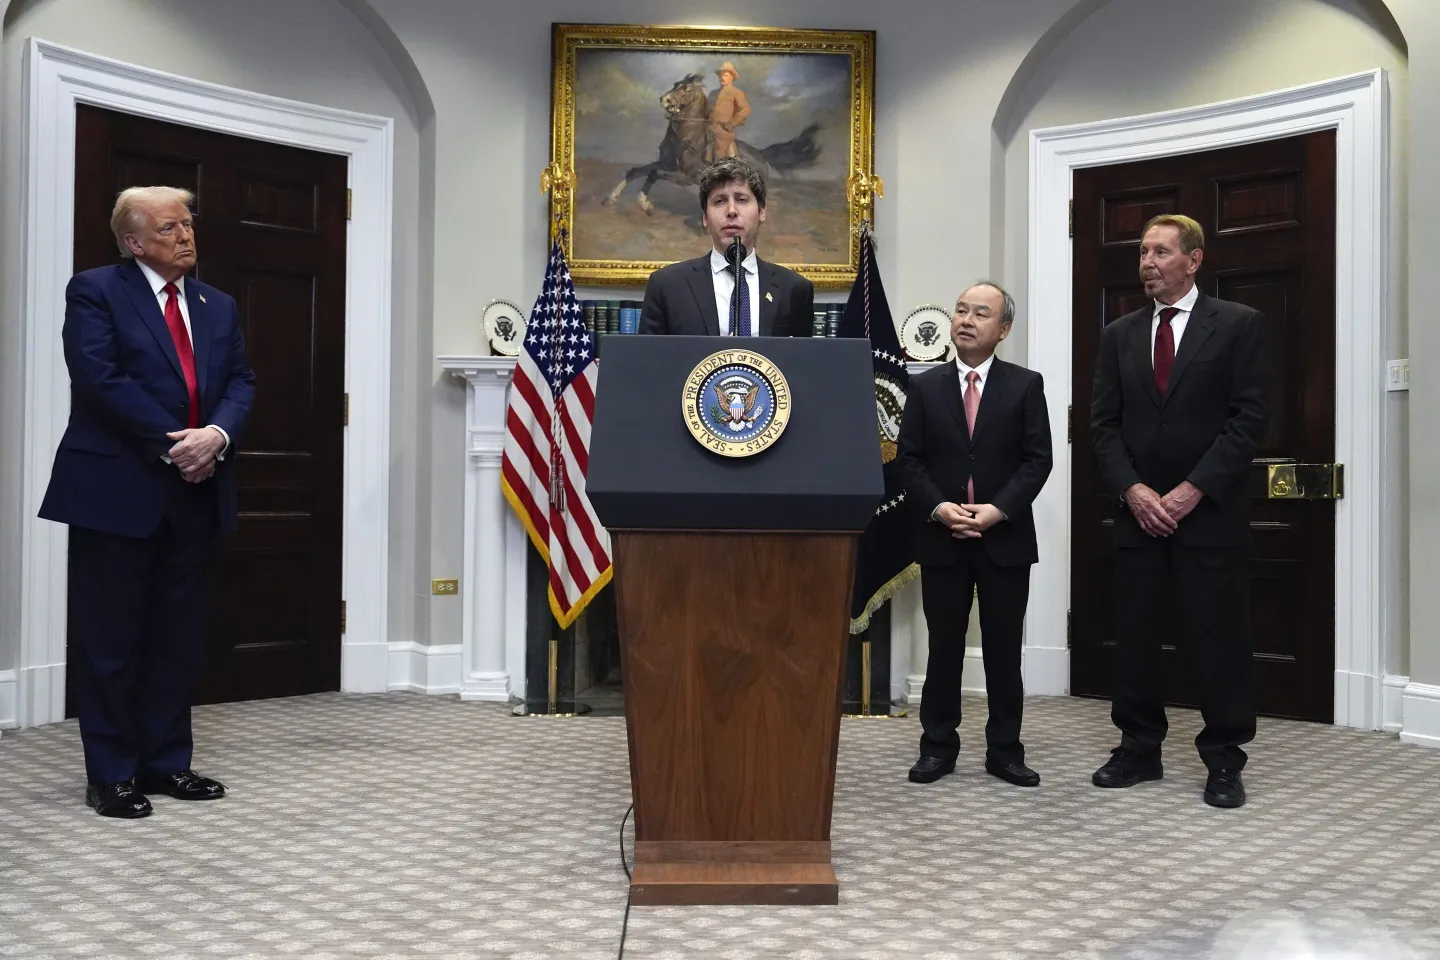 SEAL OF THE PRESIDENT OF THE UNITED STATES